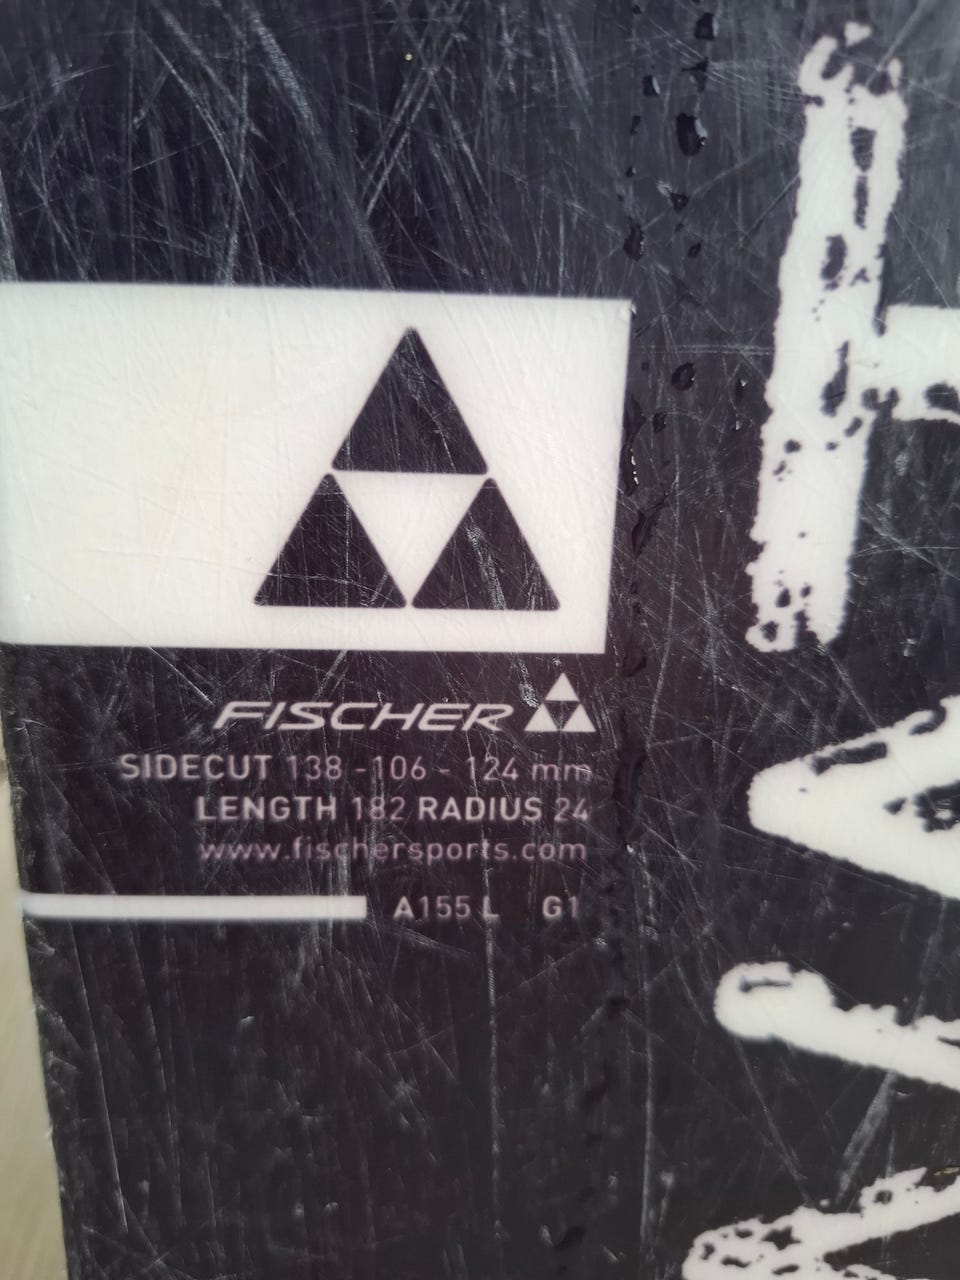 FISCHER
SIDECUT 138 - 106 - 124 mm
LENGTH 182 RADIUS 24
www.fischersports.com
A155 L G1